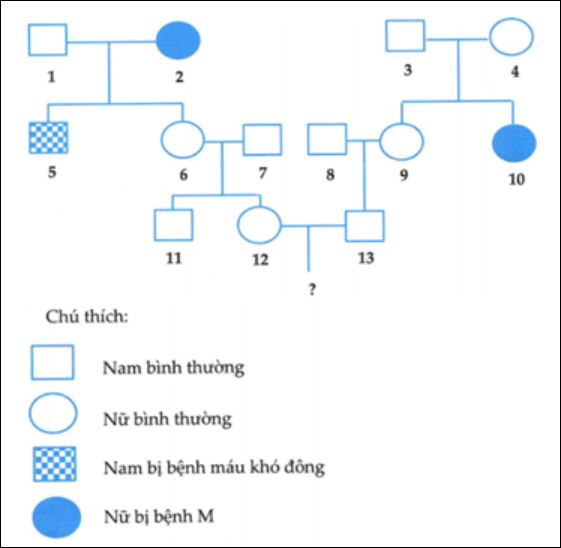 1
2
3
4
5
6
7
8
9
10
11
12
13
?
Chú thích:
Nam bình thường
Nữ bình thường
Nam bị bệnh máu khó đông
Nữ bị bệnh M